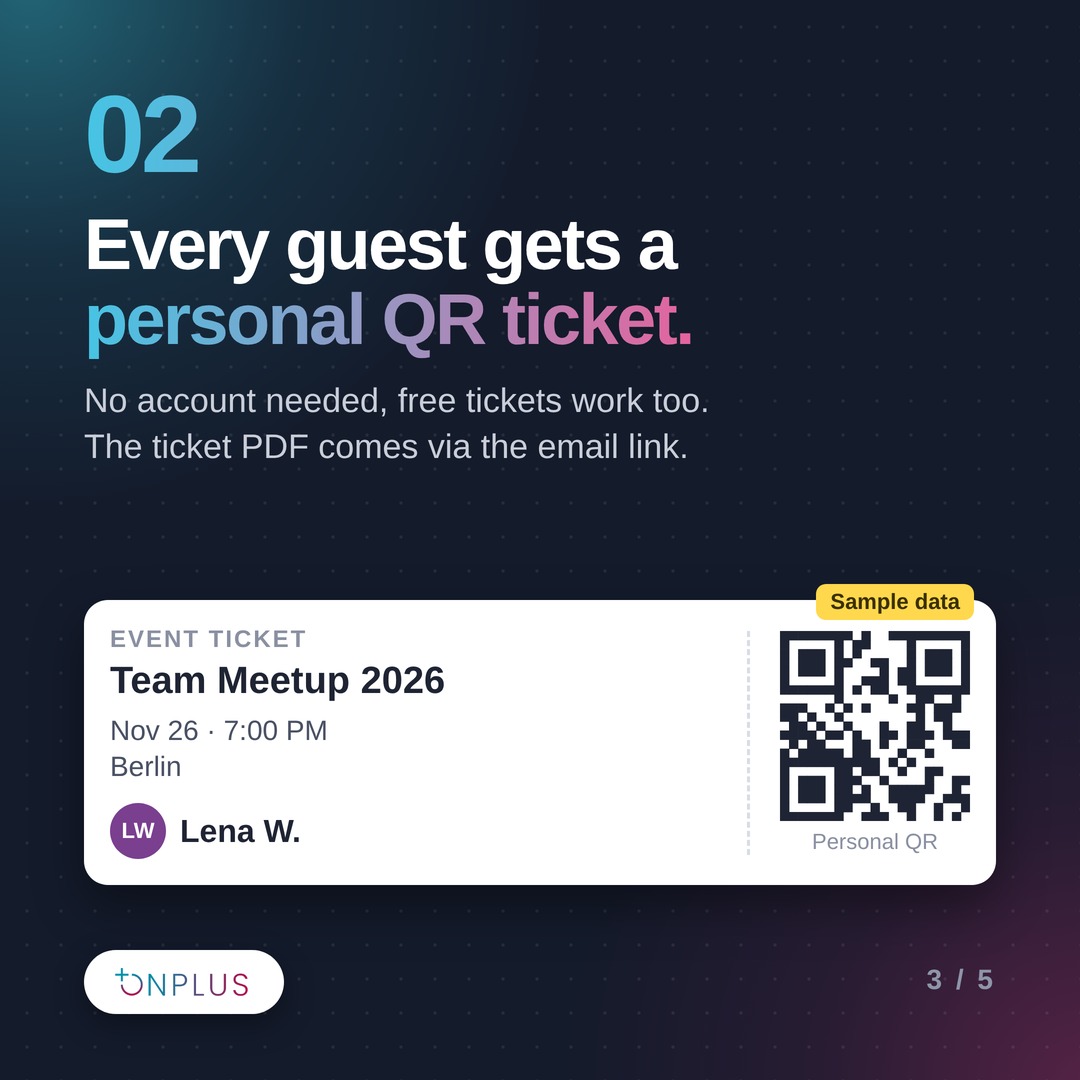 02
Every guest gets a
personal QR ticket.
No account needed, free tickets work too.
The ticket PDF comes via the email link.
Sample data
EVENT TICKET
Team Meetup 2026
Nov 26 · 7:00 PM
Berlin
LW
Lena W.
Personal QR
ONPLUS
3 / 5